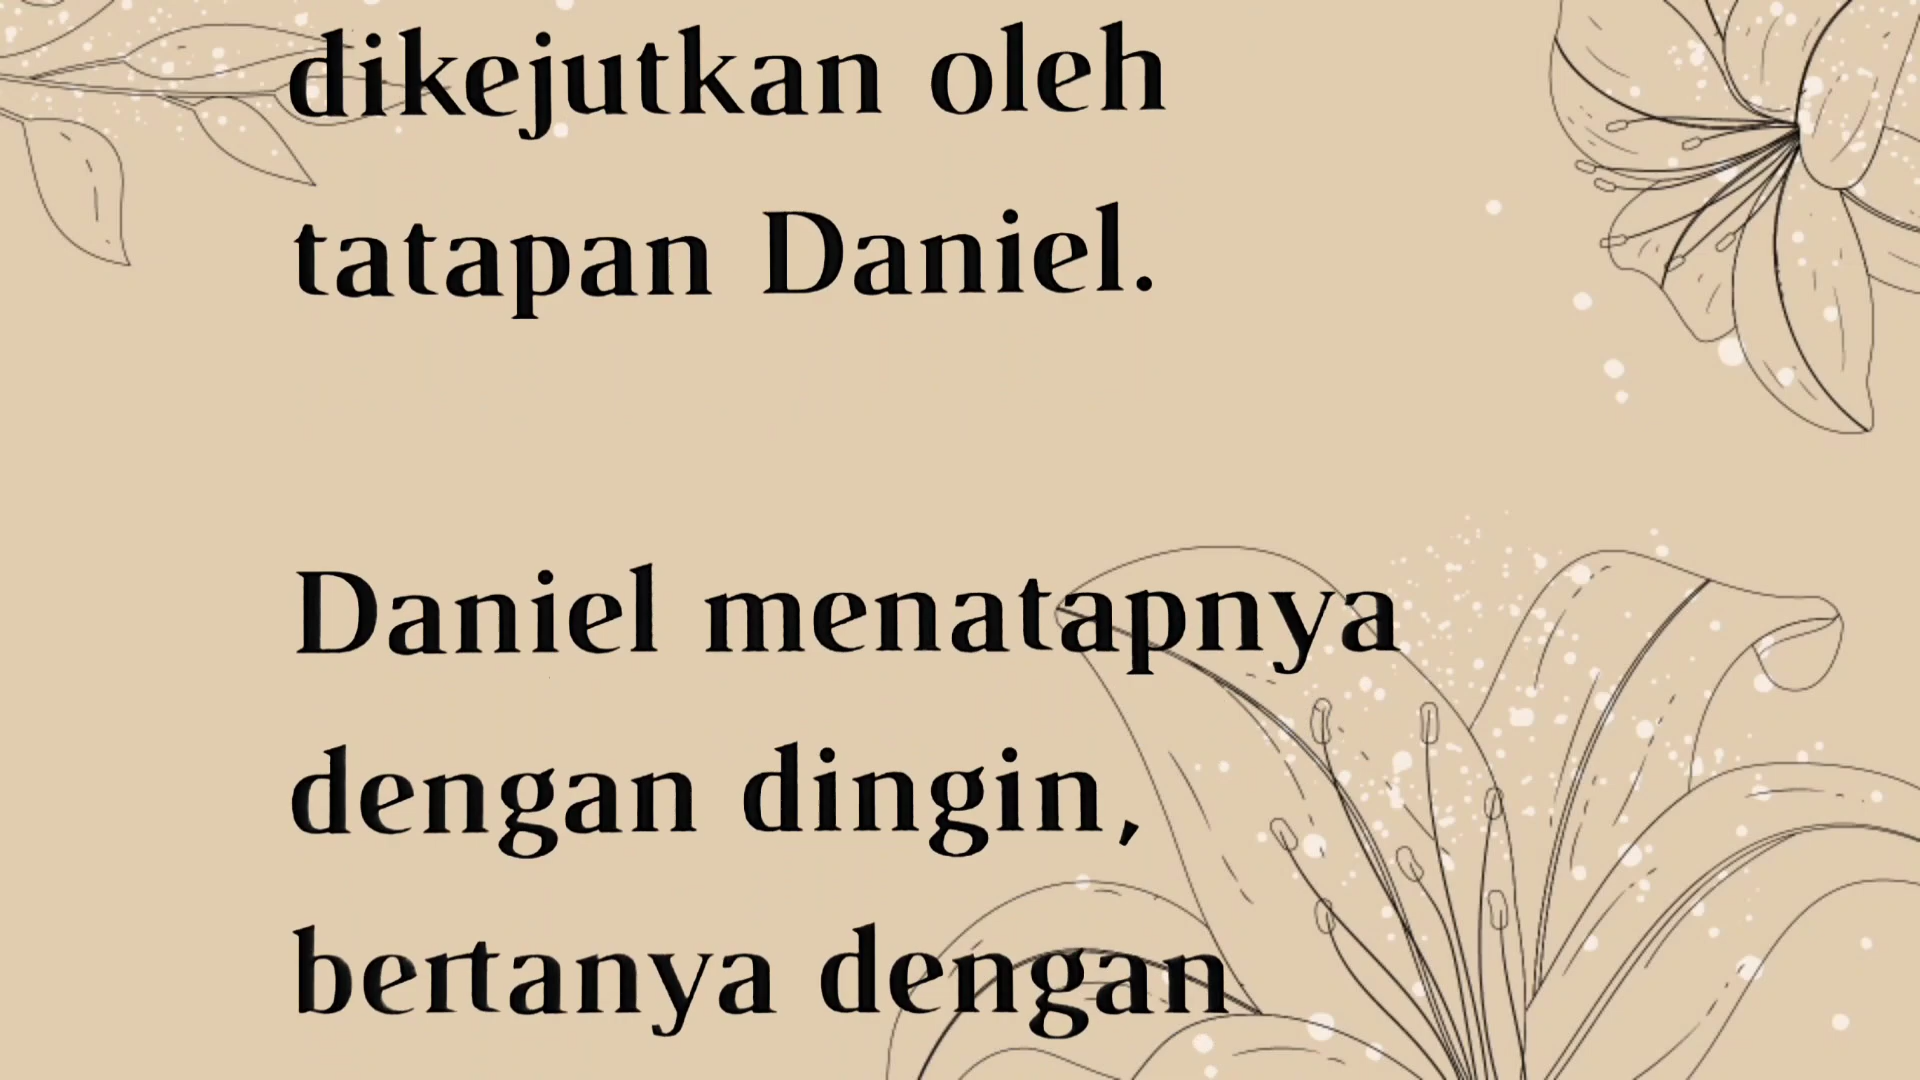 dikejutkan oleh
tatapan Daniel.
Daniel menatapnya
dengan dingin,
bertanya dengan